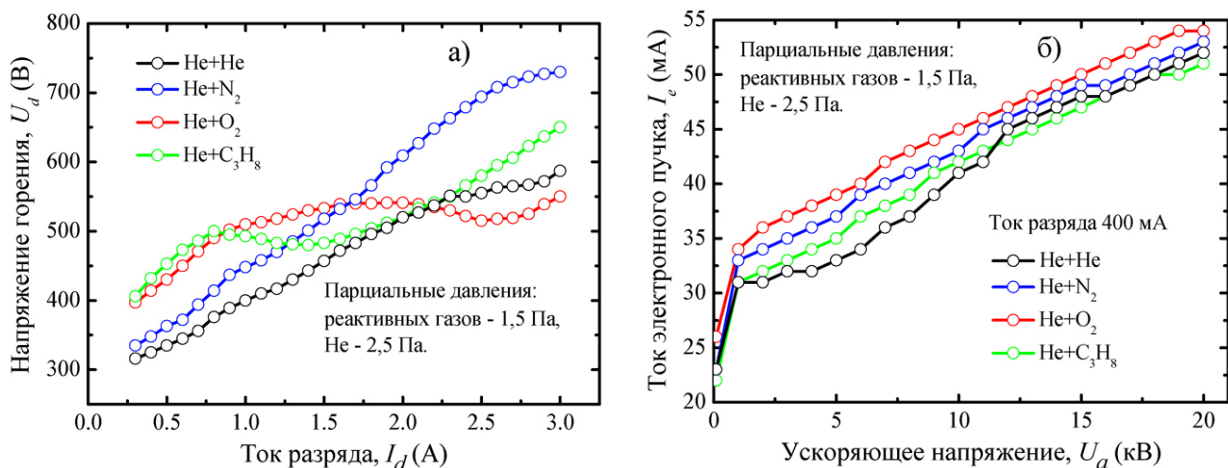 а)
Напряжение горения, U_d (В)
800
700
600
500
400
300
He+He
He+N₂
He+O₂
He+C₃H₈
Парциальные давления:
реактивных газов - 1,5 Па,
He - 2,5 Па.
0.0 0.5 1.0 1.5 2.0 2.5 3.0
Ток разряда, I_d (А)
б)
Ток электронного пучка, I_e (мА)
55
50
45
40
35
30
25
20
Парциальные давления:
реактивных газов - 1,5 Па,
He - 2,5 Па.
Ток разряда 400 мА
He+He
He+N₂
He+O₂
He+C₃H₈
0 5 10 15 20
Ускоряющее напряжение, U_a (кВ)